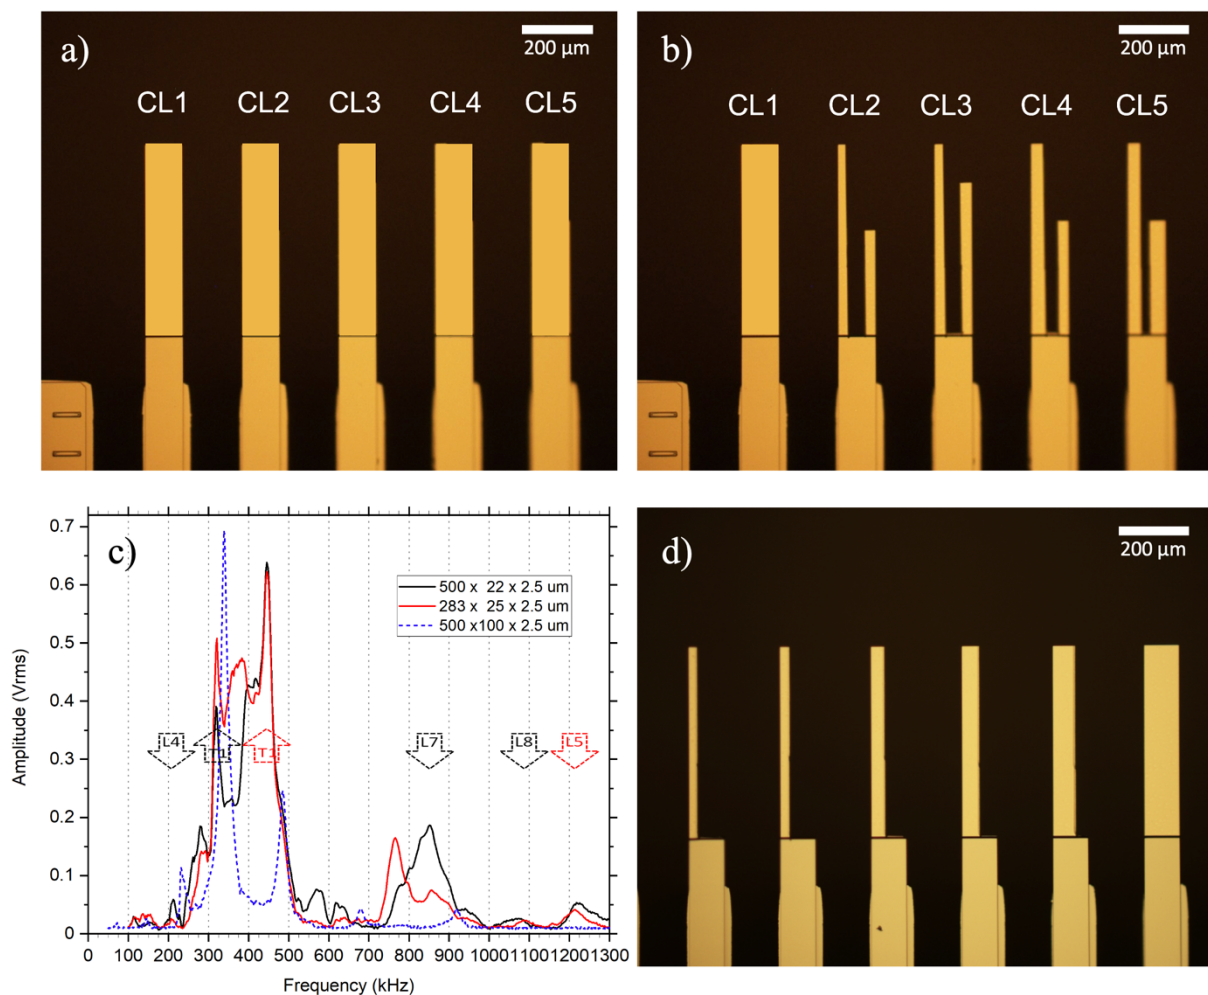 a)
200 µm
CL1 CL2 CL3 CL4 CL5
b)
200 µm
CL1 CL2 CL3 CL4 CL5
c)
Amplitude (Vrms)
0.7
0.6
0.5
0.4
0.3
0.2
0.1
0
500 x 22 x 2.5 um
283 x 25 x 2.5 um
500 x100 x 2.5 um
L4 T1 T1 L7 L8 L5
0 100 200 300 400 500 600 700 800 900 1000 1100 1200 1300
Frequency (kHz)
d)
200 µm